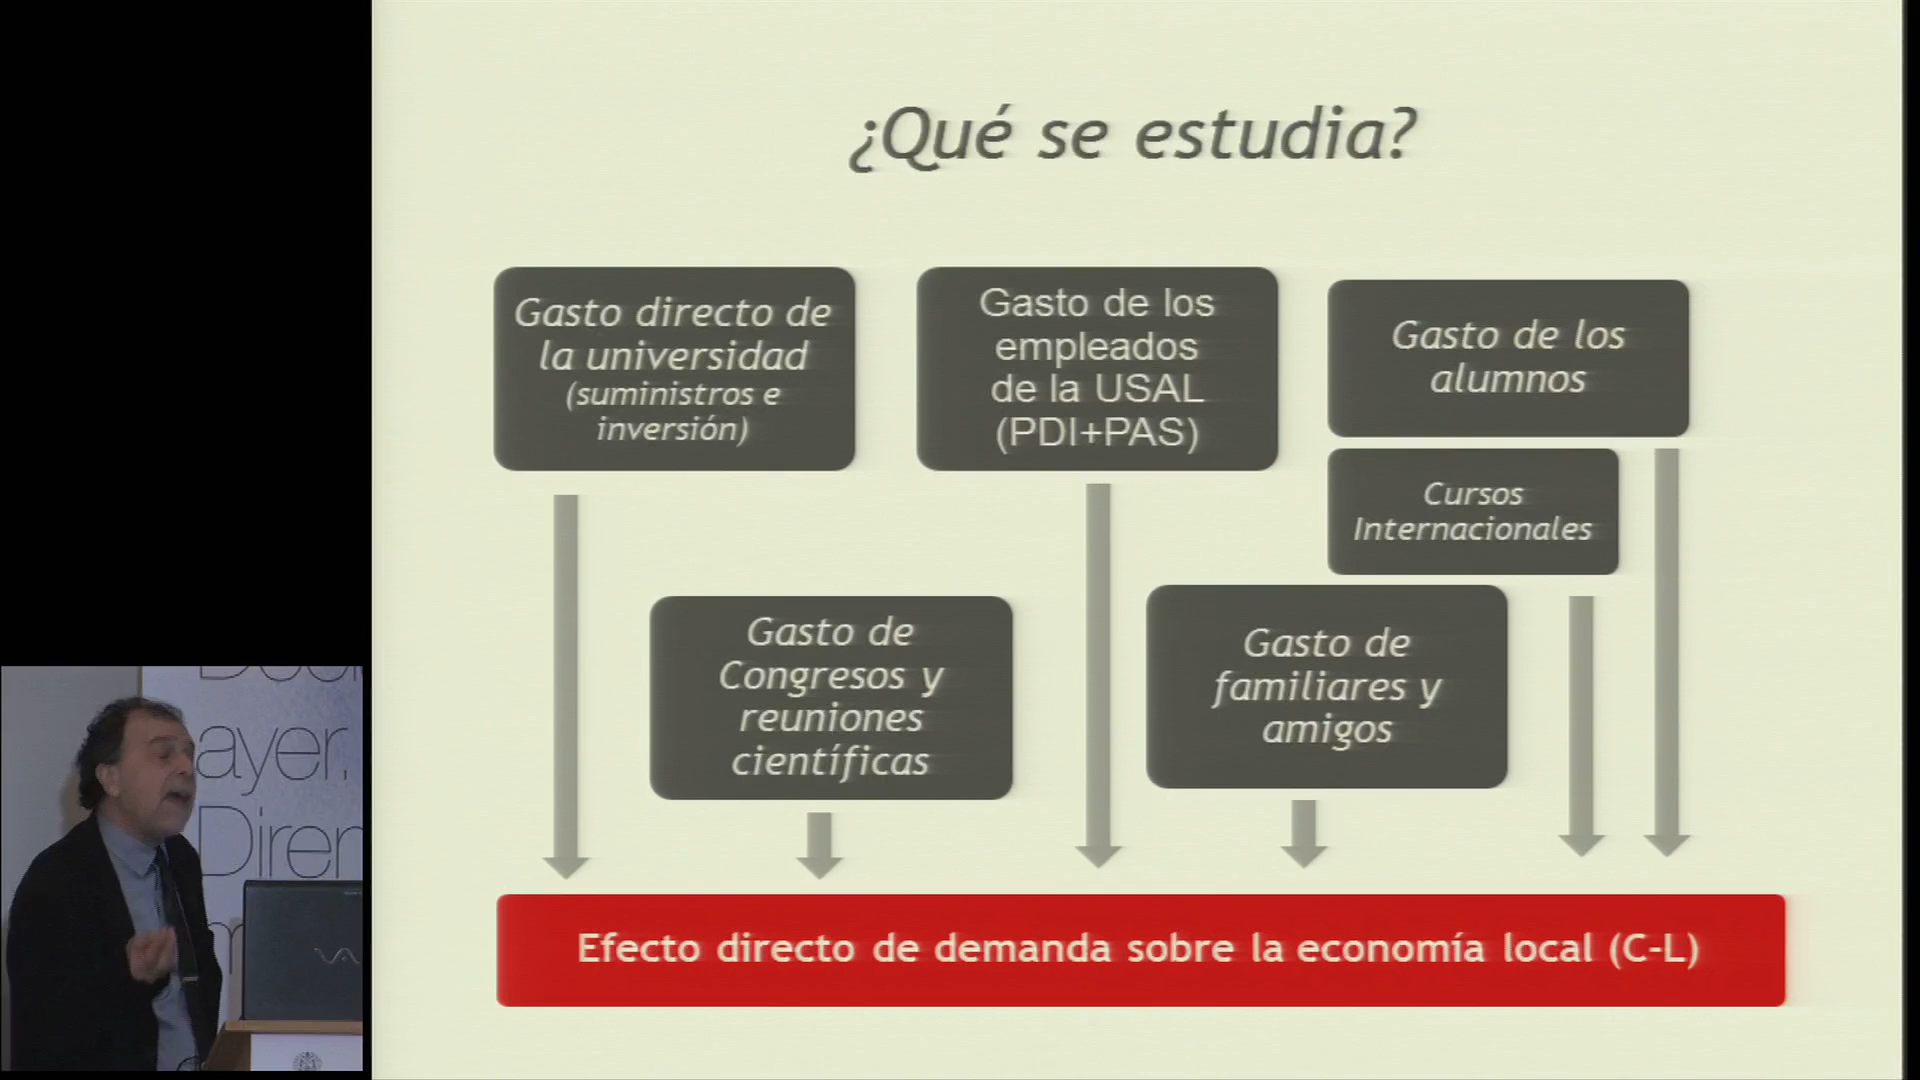 ¿Qué se estudia?
Gasto directo de
la universidad
(suministros e
inversión)
Gasto de los
empleados
de la USAL
(PDI+PAS)
Gasto de los
alumnos
Cursos
Internacionales
Gasto de
Congresos y
reuniones
científicas
Gasto de
familiares y
amigos
Efecto directo de demanda sobre la economía local (C-L)
ayer.